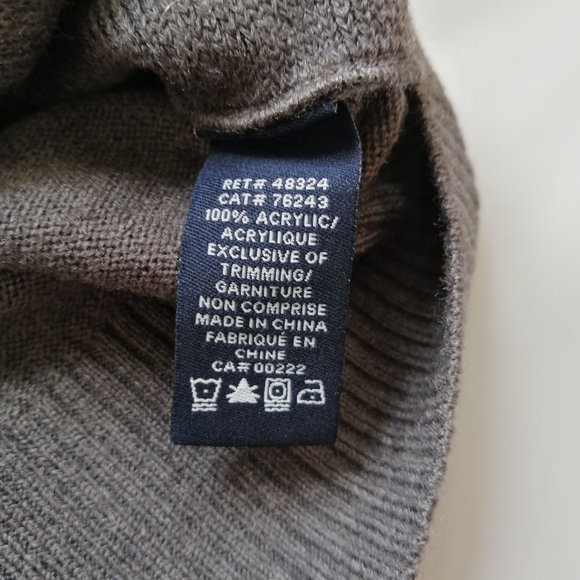 RET# 48324
CAT# 76243
100% ACRYLIC/
ACRYLIQUE
EXCLUSIVE OF
TRIMMING/
GARNITURE
NON COMPRISE
MADE IN CHINA
FABRIQUÉ EN
CHINE
CA# 00222